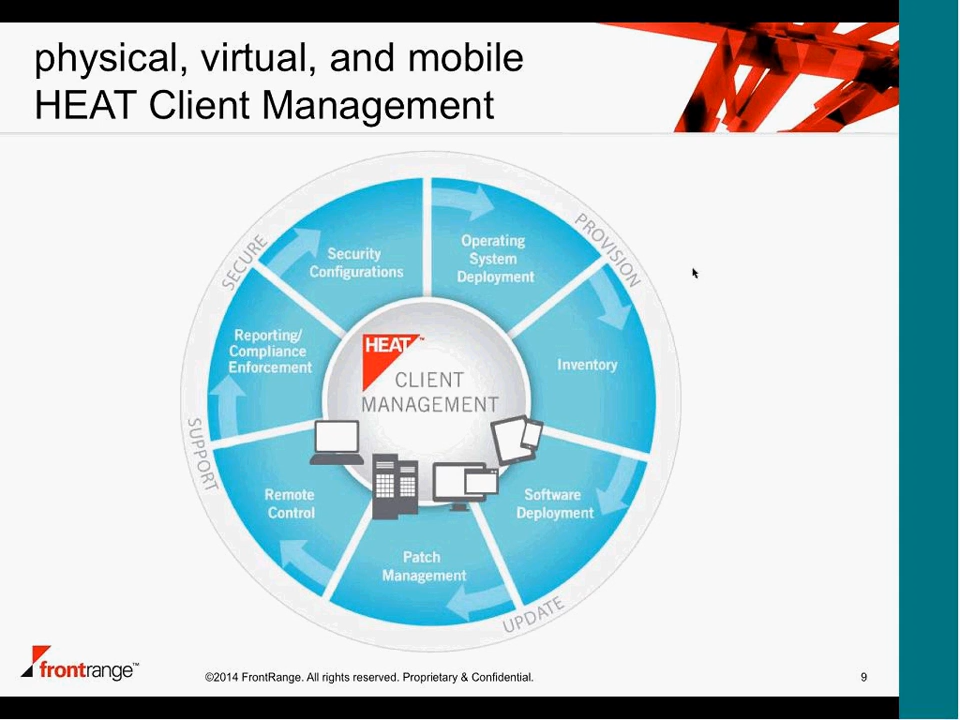 physical, virtual, and mobile
HEAT Client Management
PROVISION
SECURE
SUPPORT
UPDATE
Operating
System
Deployment
Inventory
Software
Deployment
Patch
Management
Remote
Control
Reporting/
Compliance
Enforcement
Security
Configurations
HEAT™
CLIENT
MANAGEMENT
frontrange™
©2014 FrontRange. All rights reserved. Proprietary & Confidential.
9